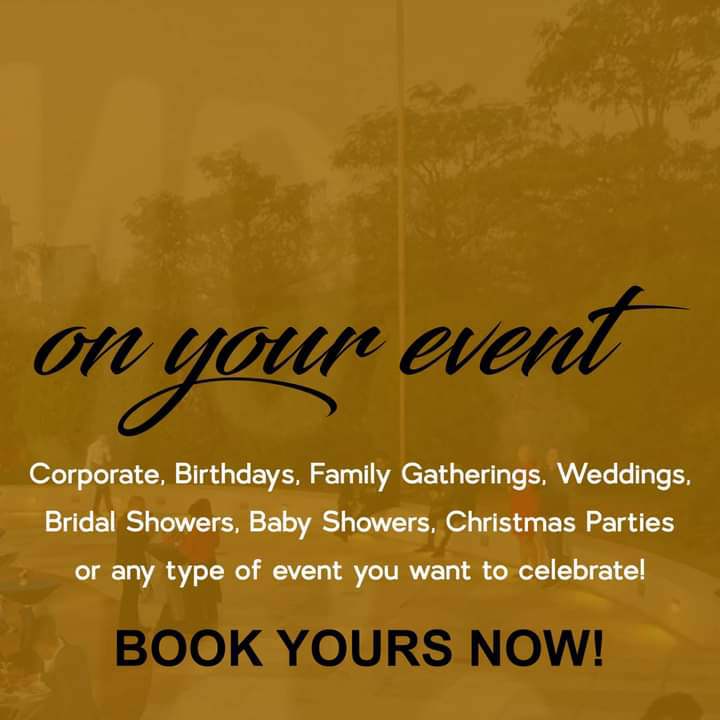 on your event
Corporate, Birthdays, Family Gatherings, Weddings,
Bridal Showers, Baby Showers, Christmas Parties
or any type of event you want to celebrate!
BOOK YOURS NOW!